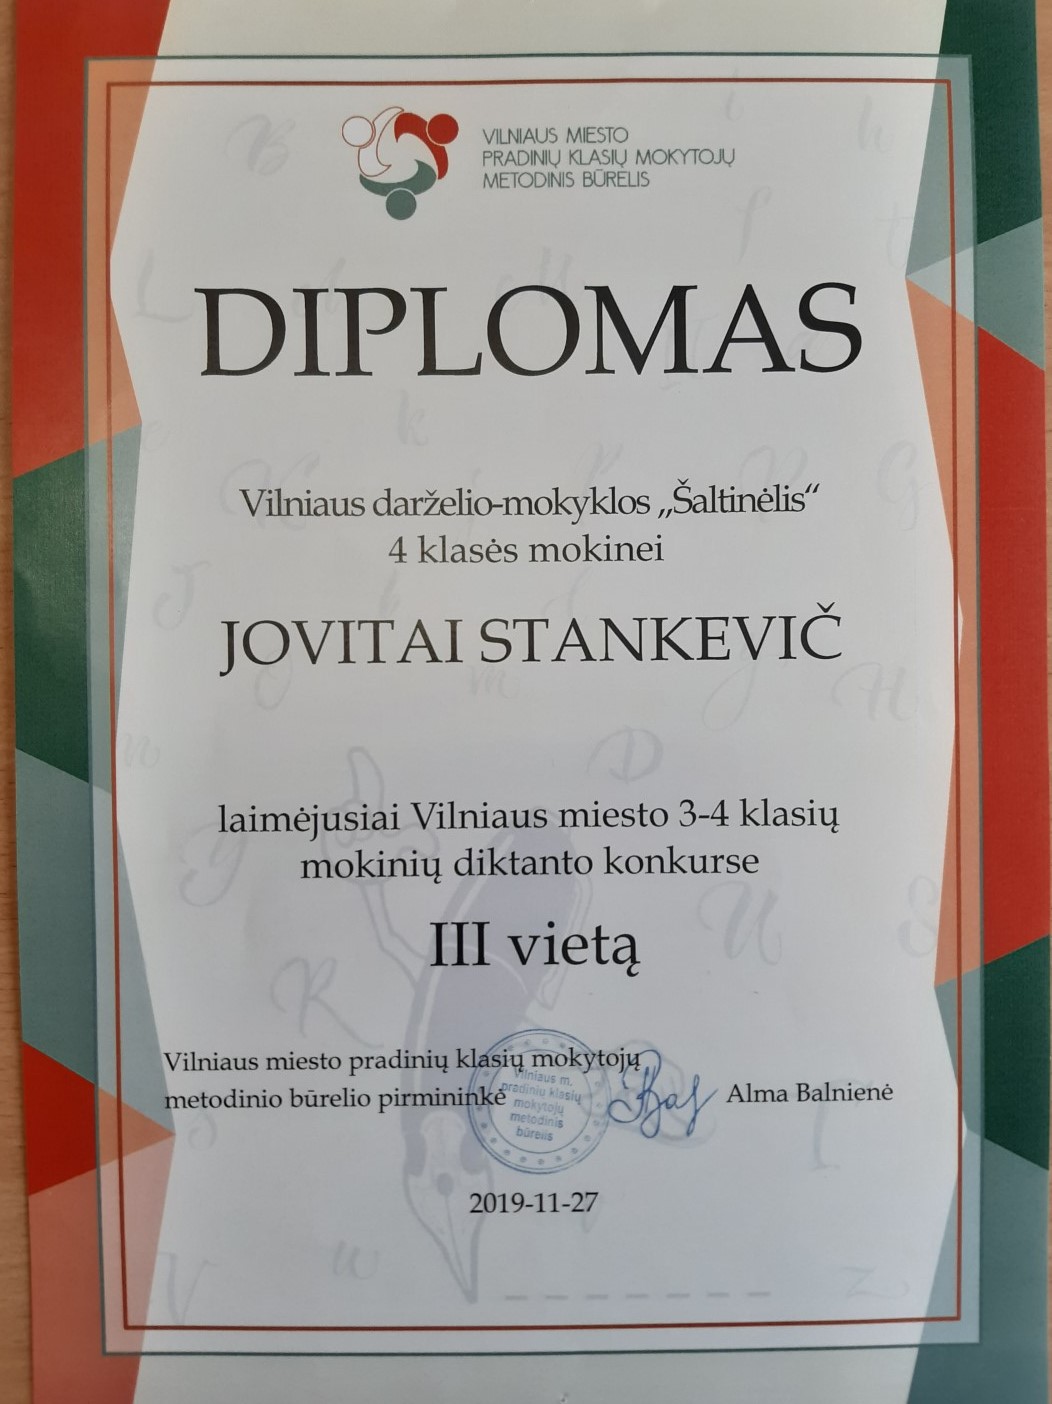 VILNIAUS MIESTO
PRADINIŲ KLASIŲ MOKYTOJŲ
METODINIS BŪRELIS
DIPLOMAS
Vilniaus darželio-mokyklos „Šaltinėlis“
4 klasės mokinei
JOVITAI STANKEVIČ
laimėjusiai Vilniaus miesto 3-4 klasių
mokinių diktanto konkurse
III vietą
Vilniaus miesto pradinių klasių mokytojų
metodinio būrelio pirmininkė
Alma Balnienė
Vilniaus m.
pradinių klasių
mokytojų
metodinis
būrelis
2019-11-27